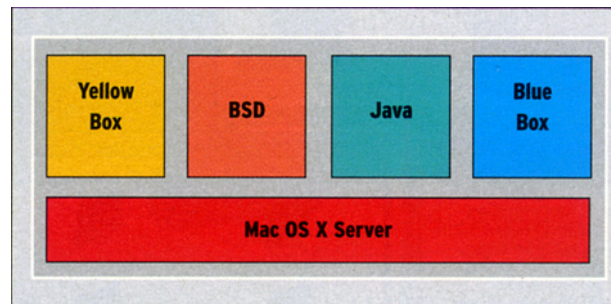 Yellow
Box
BSD
Java
Blue
Box
Mac OS X Server